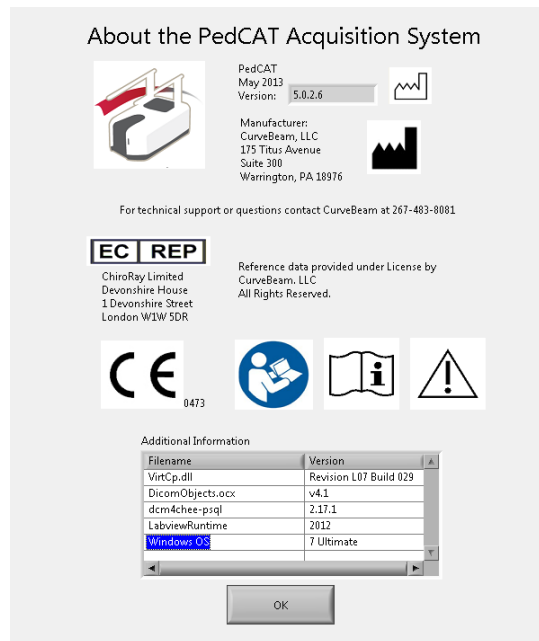 About the PedCAT Acquisition System
PedCAT
May 2013
Version: 5.0.2.6
Manufacturer:
CurveBeam, LLC
175 Titus Avenue
Suite 300
Warrington, PA 18976
For technical support or questions contact CurveBeam at 267-483-8081
EC REP
ChiroRay Limited
Devonshire House
1 Devonshire Street
London W1W 5DR
Reference data provided under License by
CurveBeam. LLC
All Rights Reserved.
CE 0473
i
!
Additional Information
Filename Version
VirtCp.dll Revision L07 Build 029
DicomObjects.ocx v4.1
dcm4chee-psql 2.17.1
LabviewRuntime 2012
Windows OS 7 Ultimate
OK